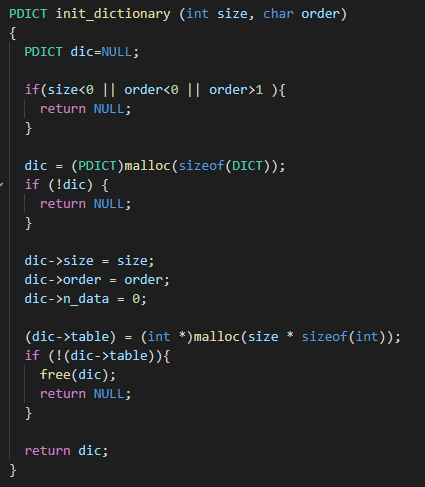 PDICT init_dictionary (int size, char order)
{
  PDICT dic=NULL;

  if(size<0 || order<0 || order>1 ){
    return NULL;
  }

  dic = (PDICT)malloc(sizeof(DICT));
  if (!dic) {
    return NULL;
  }

  dic->size = size;
  dic->order = order;
  dic->n_data = 0;

  (dic->table) = (int *)malloc(size * sizeof(int));
  if (!(dic->table)){
    free(dic);
    return NULL;
  }

  return dic;
}